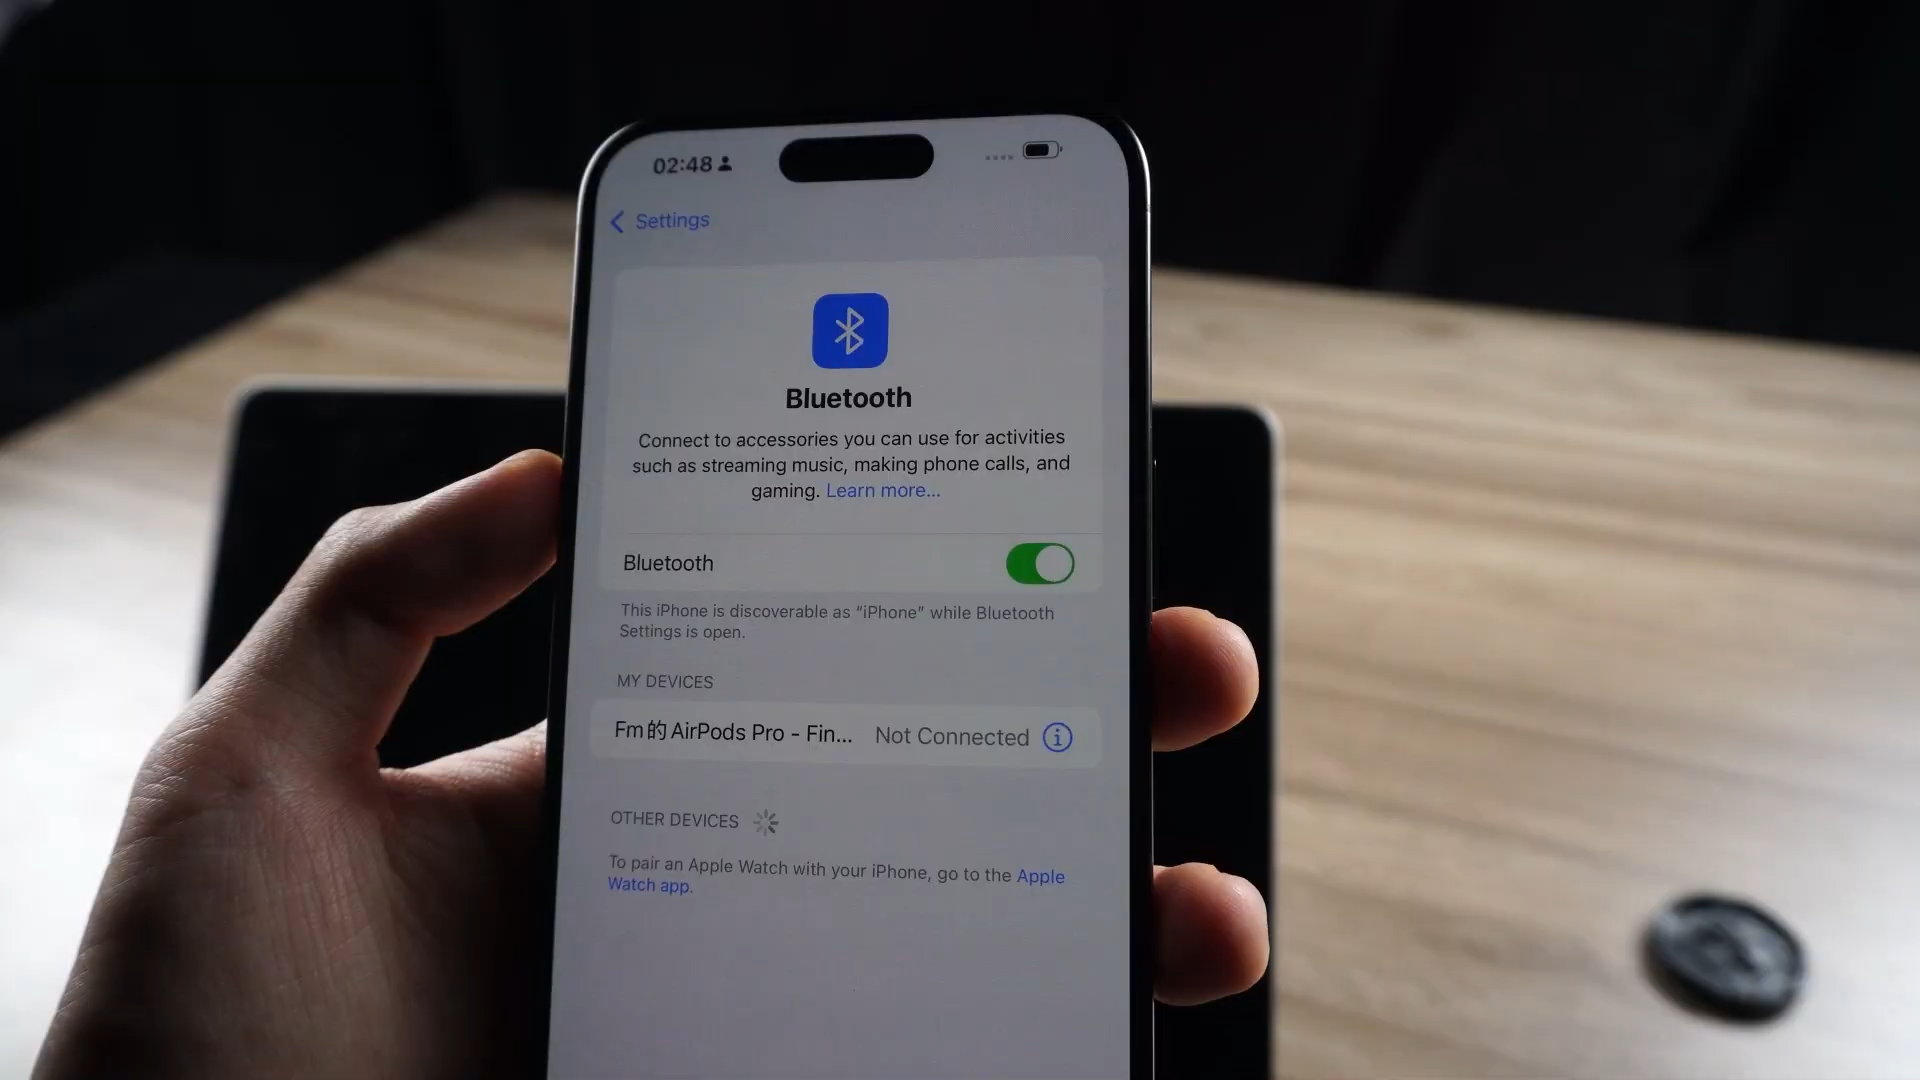 02:48
Settings
Bluetooth
Connect to accessories you can use for activities
such as streaming music, making phone calls, and
gaming. Learn more...
Bluetooth
This iPhone is discoverable as “iPhone” while Bluetooth
Settings is open.
MY DEVICES
Fm的 AirPods Pro - Fin... Not Connected
OTHER DEVICES
To pair an Apple Watch with your iPhone, go to the Apple
Watch app.